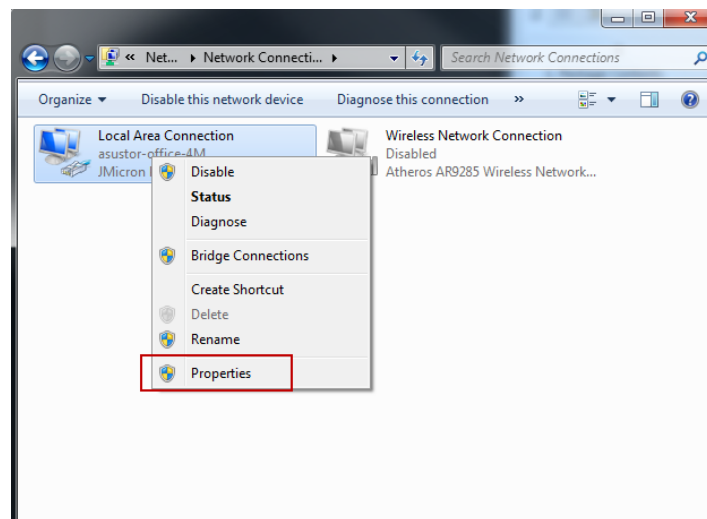 « Net... ▸ Network Connecti... ▸
Search Network Connections
Organize ▾ Disable this network device Diagnose this connection »
Local Area Connection
asustor-office-4M
JMicron
Wireless Network Connection
Disabled
Atheros AR9285 Wireless Network...
Disable
Status
Diagnose
Bridge Connections
Create Shortcut
Delete
Rename
Properties